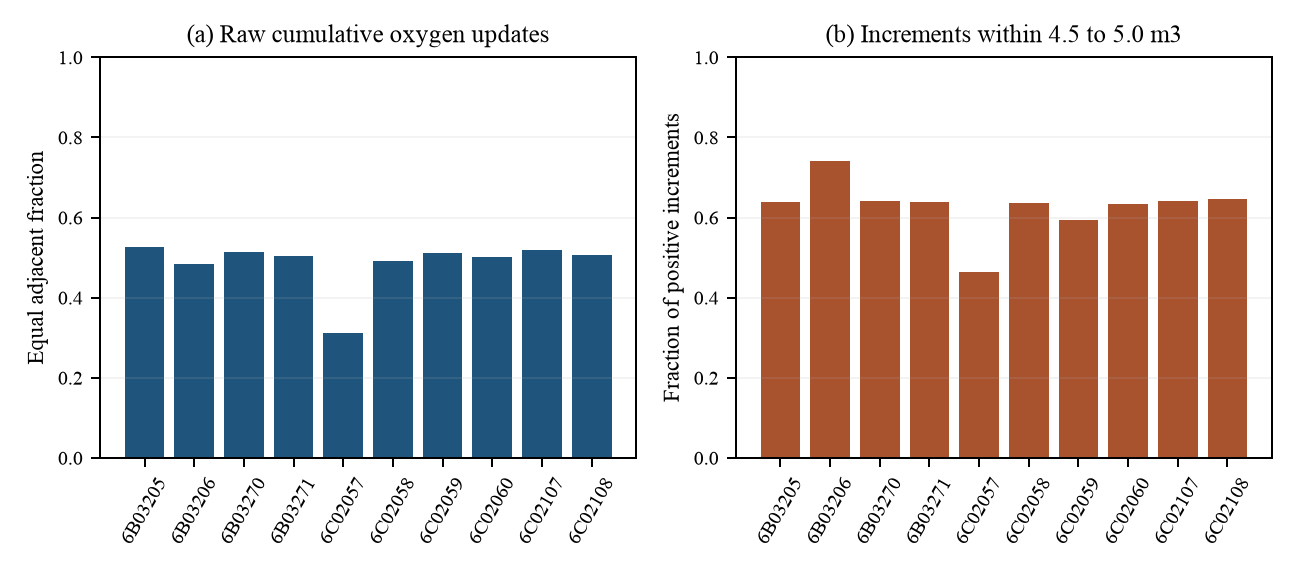 (a) Raw cumulative oxygen updates
Equal adjacent fraction
1.0
0.8
0.6
0.4
0.2
0.0
6B03205
6B03206
6B03270
6B03271
6C02057
6C02058
6C02059
6C02060
6C02107
6C02108
(b) Increments within 4.5 to 5.0 m3
Fraction of positive increments
1.0
0.8
0.6
0.4
0.2
0.0
6B03205
6B03206
6B03270
6B03271
6C02057
6C02058
6C02059
6C02060
6C02107
6C02108